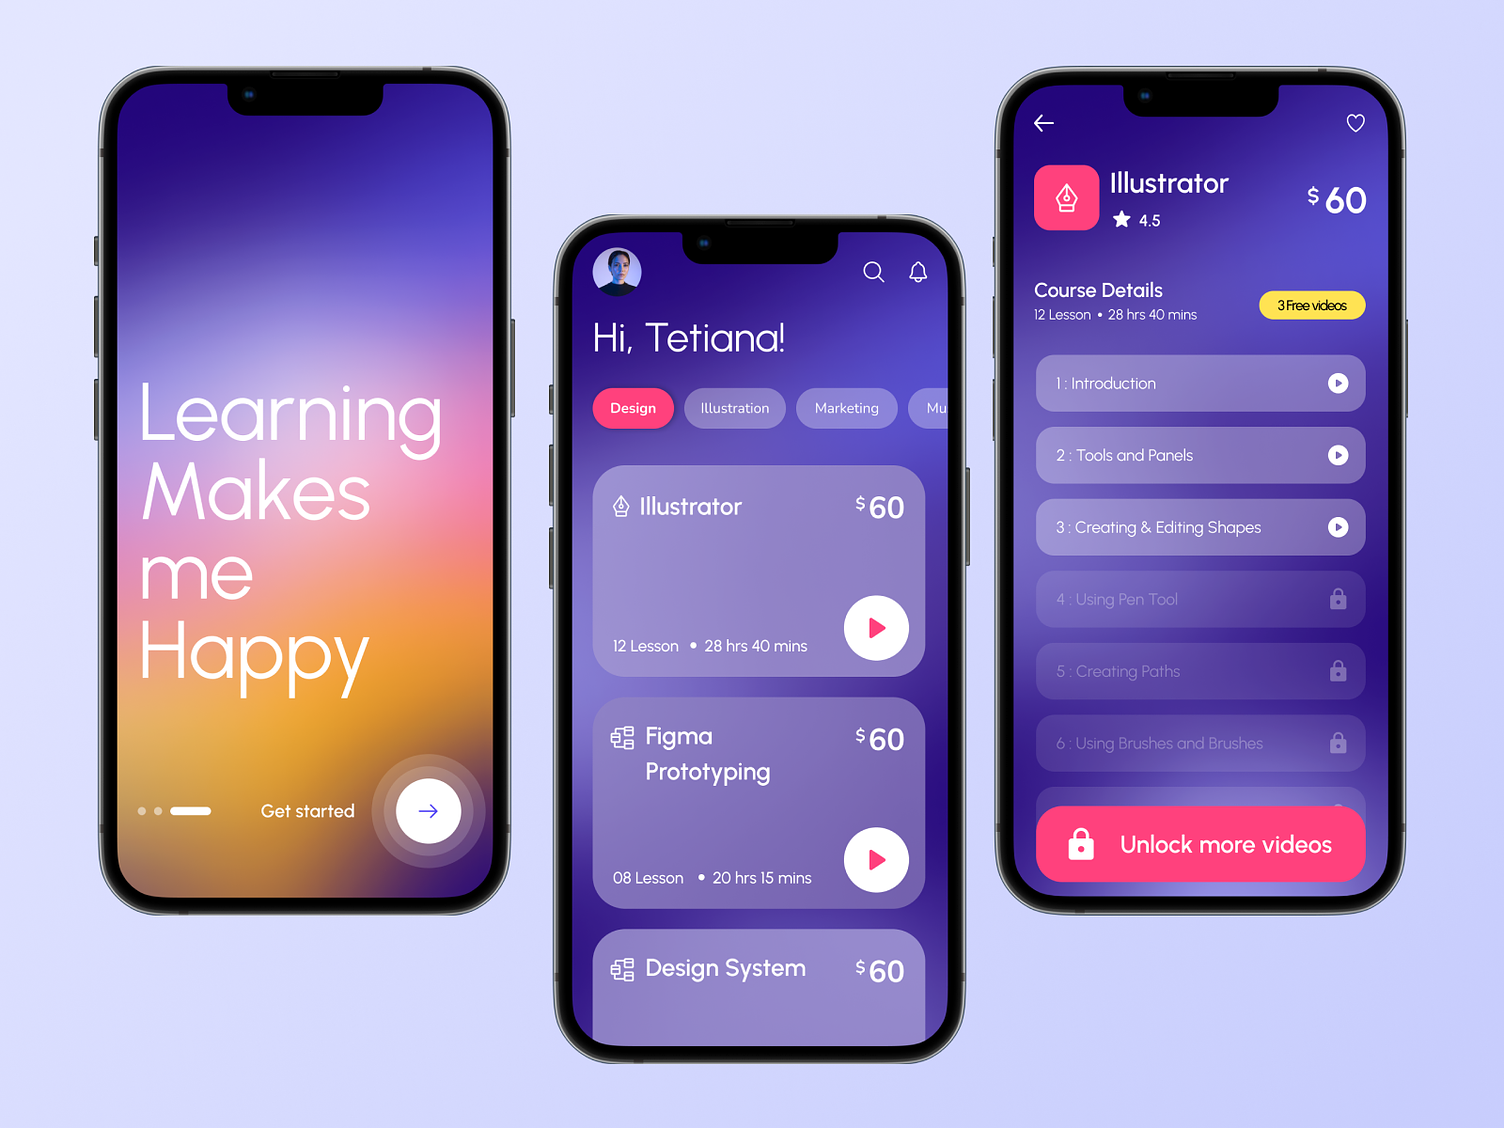 Learning
Makes
me
Happy
Get started
Hi, Tetiana!
Design
Illustration
Marketing
Mu
Illustrator
$60
12 Lesson • 28 hrs 40 mins
Figma
Prototyping
$60
08 Lesson • 20 hrs 15 mins
Design System
$60
Illustrator
4.5
$60
Course Details
12 Lesson • 28 hrs 40 mins
3 Free videos
1 : Introduction
2 : Tools and Panels
3 : Creating & Editing Shapes
4 : Using Pen Tool
5 : Creating Paths
6 : Using Brushes and Brushes
Unlock more videos